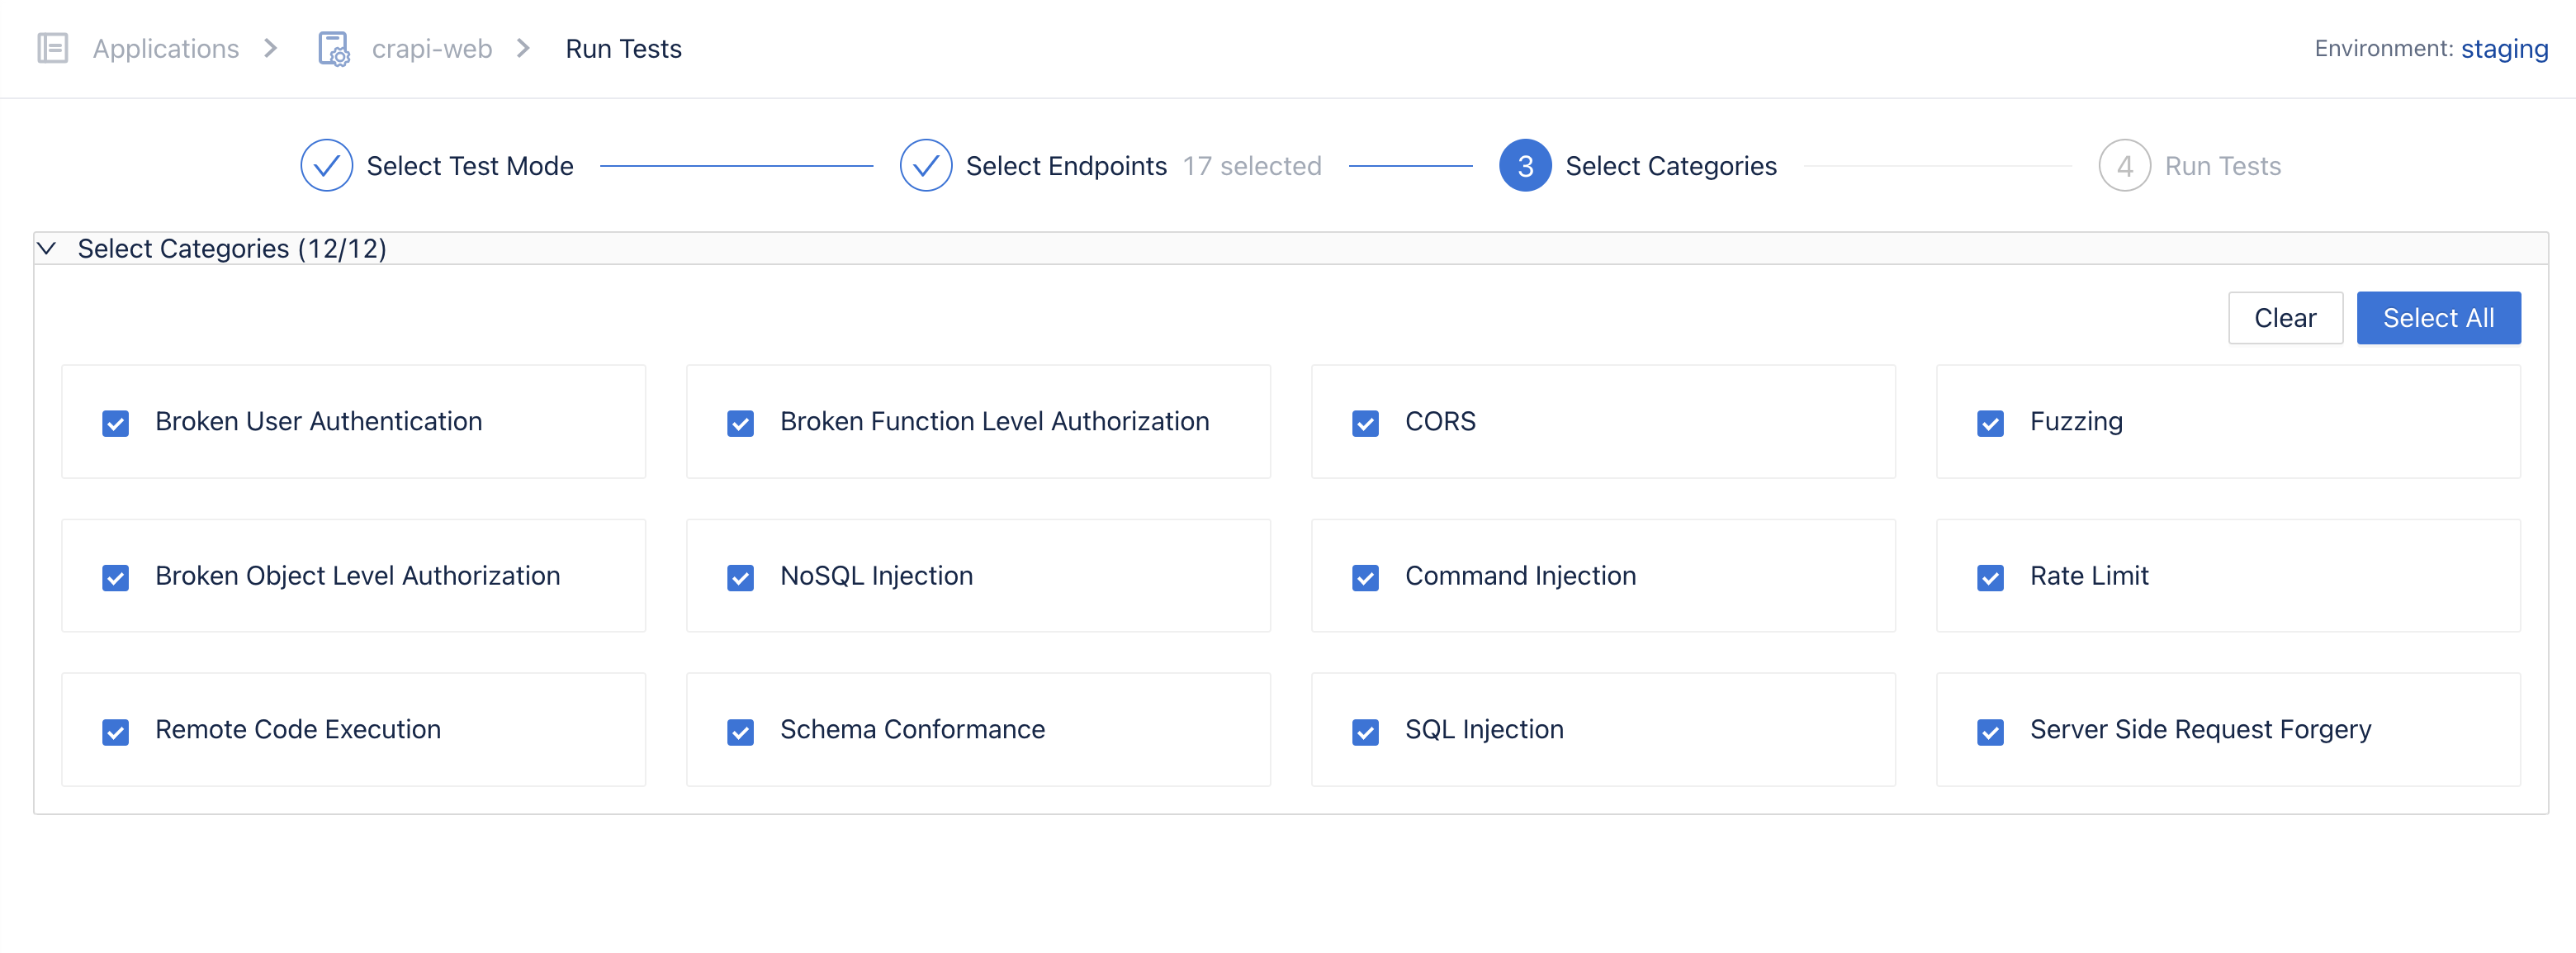 Applications > crapi-web > Run Tests
Environment: staging
Select Test Mode
Select Endpoints 17 selected
3 Select Categories
4 Run Tests
Select Categories (12/12)
Clear
Select All
Broken User Authentication
Broken Function Level Authorization
CORS
Fuzzing
Broken Object Level Authorization
NoSQL Injection
Command Injection
Rate Limit
Remote Code Execution
Schema Conformance
SQL Injection
Server Side Request Forgery